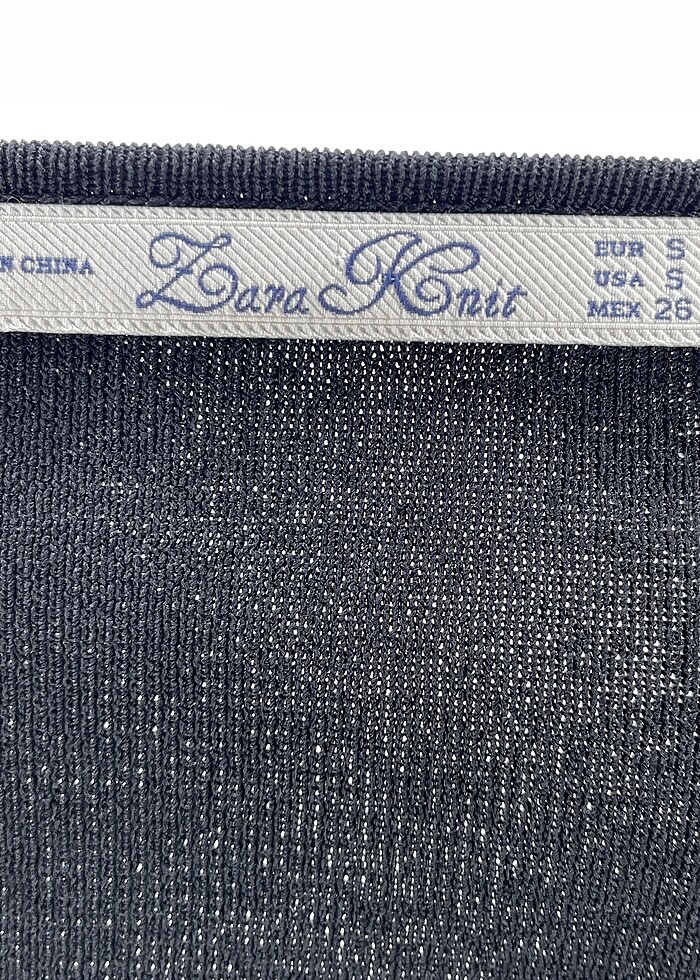 N CHINA
Zara Knit
EUR S
USA S
MEX 26